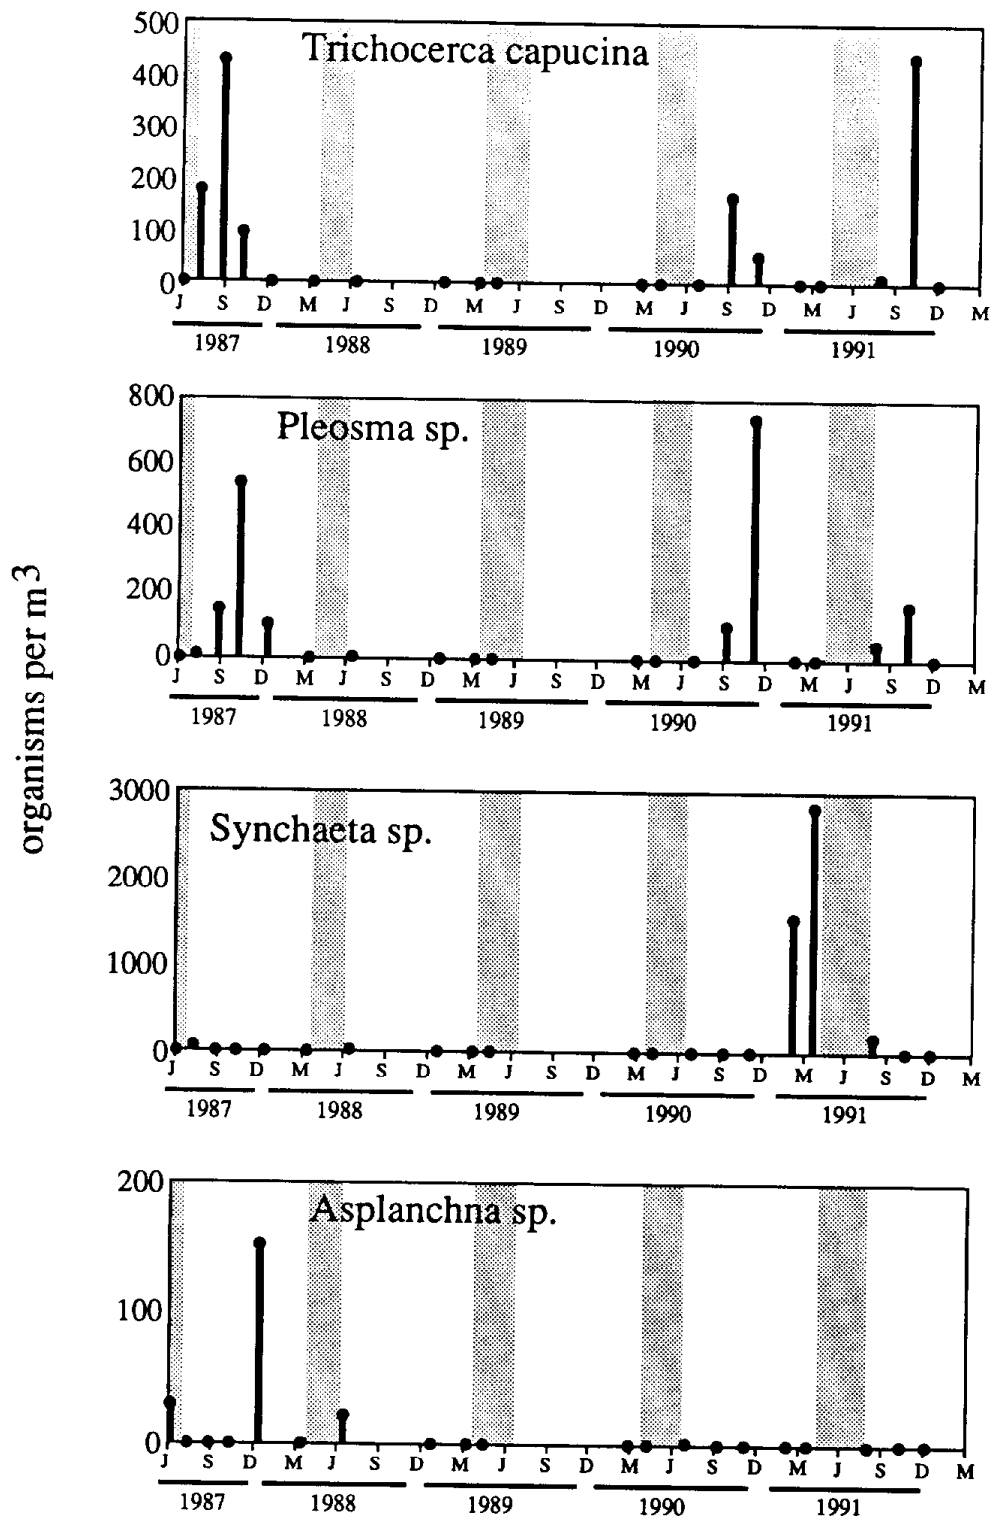 organisms per m3
500
Trichocerca capucina
400
300
200
100
0
J S D M J S D M J S D M J S D M J S D M
1987 1988 1989 1990 1991
800
Pleosma sp.
600
400
200
0
J S D M J S D M J S D M J S D M J S D M
1987 1988 1989 1990 1991
3000
Synchaeta sp.
2000
1000
0
J S D M J S D M J S D M J S D M J S D M
1987 1988 1989 1990 1991
200
Asplanchna sp.
100
0
J S D M J S D M J S D M J S D M J S D M
1987 1988 1989 1990 1991